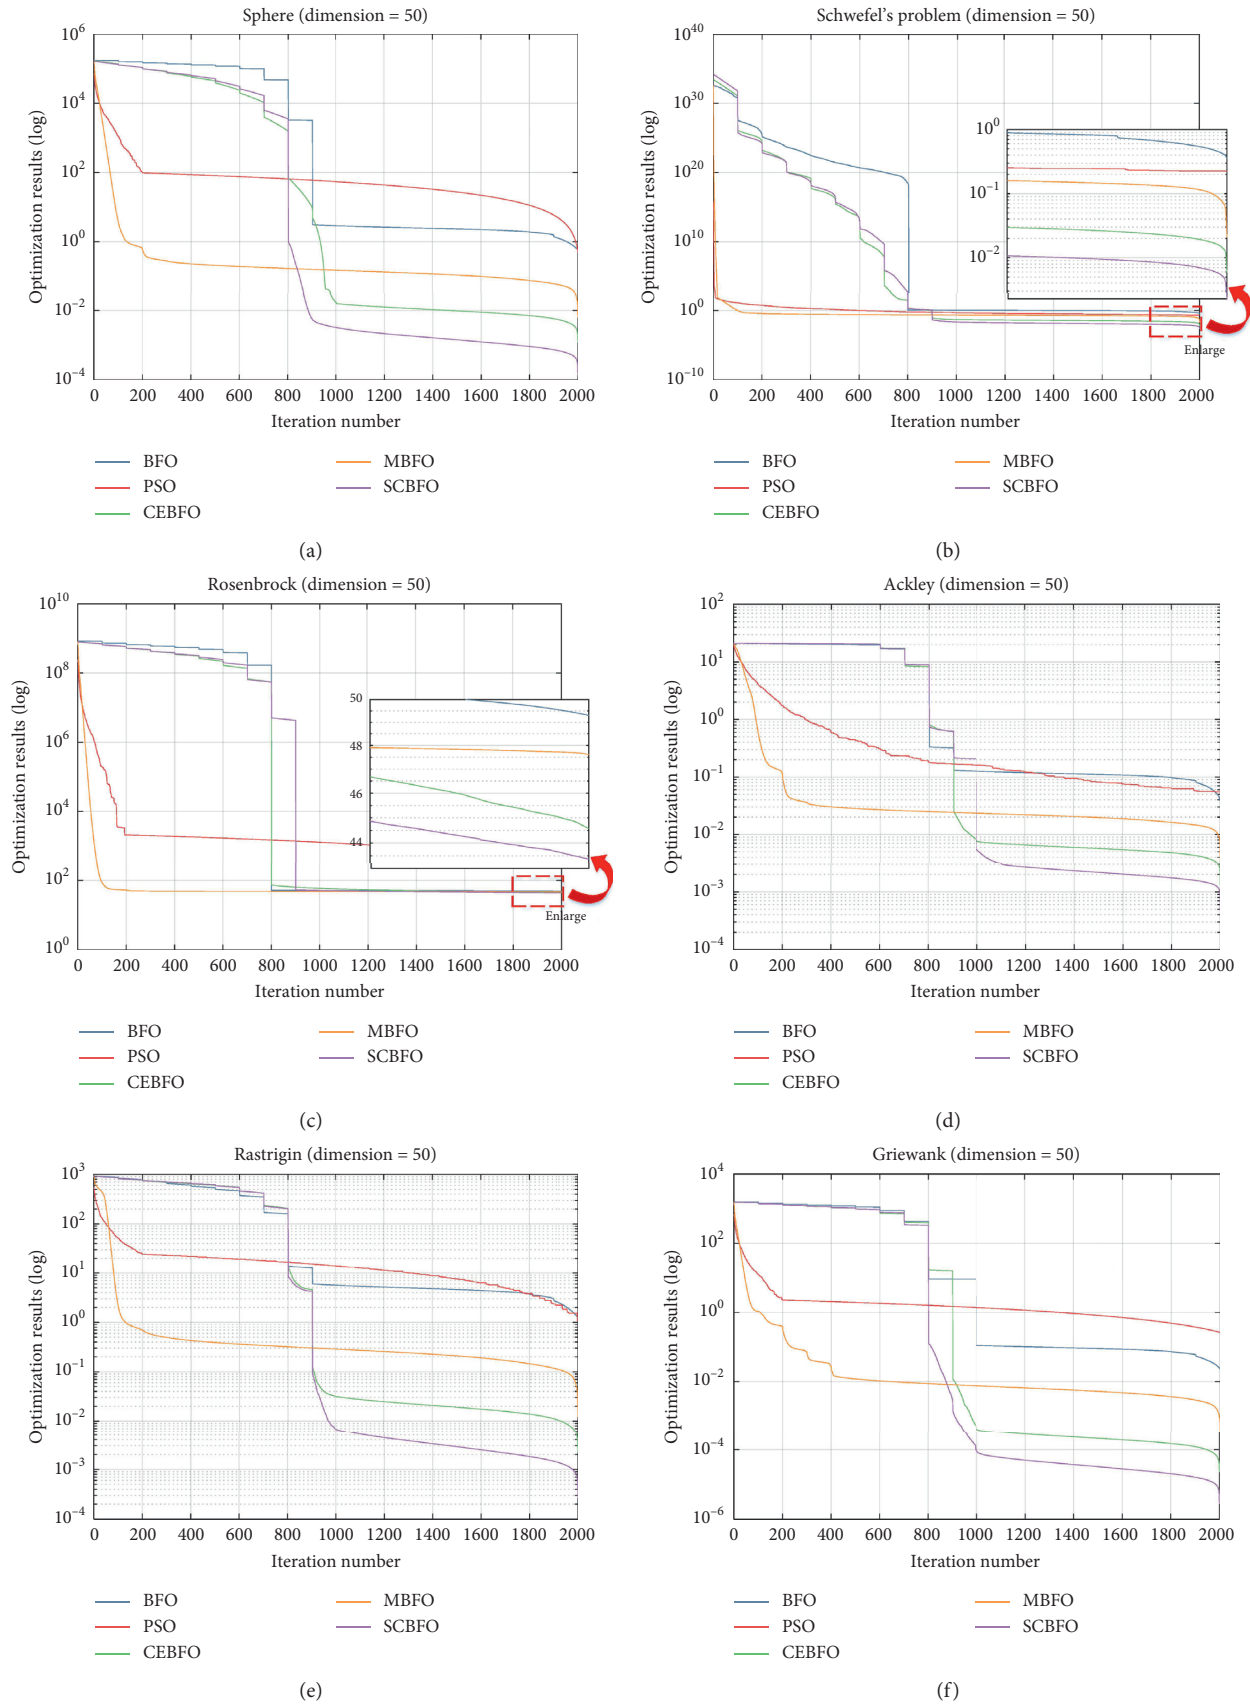 Sphere (dimension = 50)
10^6
10^4
10^2
10^0
10^−2
10^−4
Optimization results (log)
0 200 400 600 800 1000 1200 1400 1600 1800 2000
Iteration number
BFO
PSO
CEBFO
MBFO
SCBFO
(a)
Schwefel's problem (dimension = 50)
10^40
10^30
10^20
10^10
10^0
10^−10
Optimization results (log)
10^0
10^−1
10^−2
Enlarge
0 200 400 600 800 1000 1200 1400 1600 1800 2000
Iteration number
BFO
PSO
CEBFO
MBFO
SCBFO
(b)
Rosenbrock (dimension = 50)
10^10
10^8
10^6
10^4
10^2
10^0
Optimization results (log)
50
48
46
44
Enlarge
0 200 400 600 800 1000 1200 1400 1600 1800 2000
Iteration number
BFO
PSO
CEBFO
MBFO
SCBFO
(c)
Ackley (dimension = 50)
10^2
10^1
10^0
10^−1
10^−2
10^−3
10^−4
Optimization results (log)
0 200 400 600 800 1000 1200 1400 1600 1800 2000
Iteration number
BFO
PSO
CEBFO
MBFO
SCBFO
(d)
Rastrigin (dimension = 50)
10^3
10^2
10^1
10^0
10^−1
10^−2
10^−3
10^−4
Optimization results (log)
0 200 400 600 800 1000 1200 1400 1600 1800 2000
Iteration number
BFO
PSO
CEBFO
MBFO
SCBFO
(e)
Griewank (dimension = 50)
10^4
10^2
10^0
10^−2
10^−4
10^−6
Optimization results (log)
0 200 400 600 800 1000 1200 1400 1600 1800 2000
Iteration number
BFO
PSO
CEBFO
MBFO
SCBFO
(f)